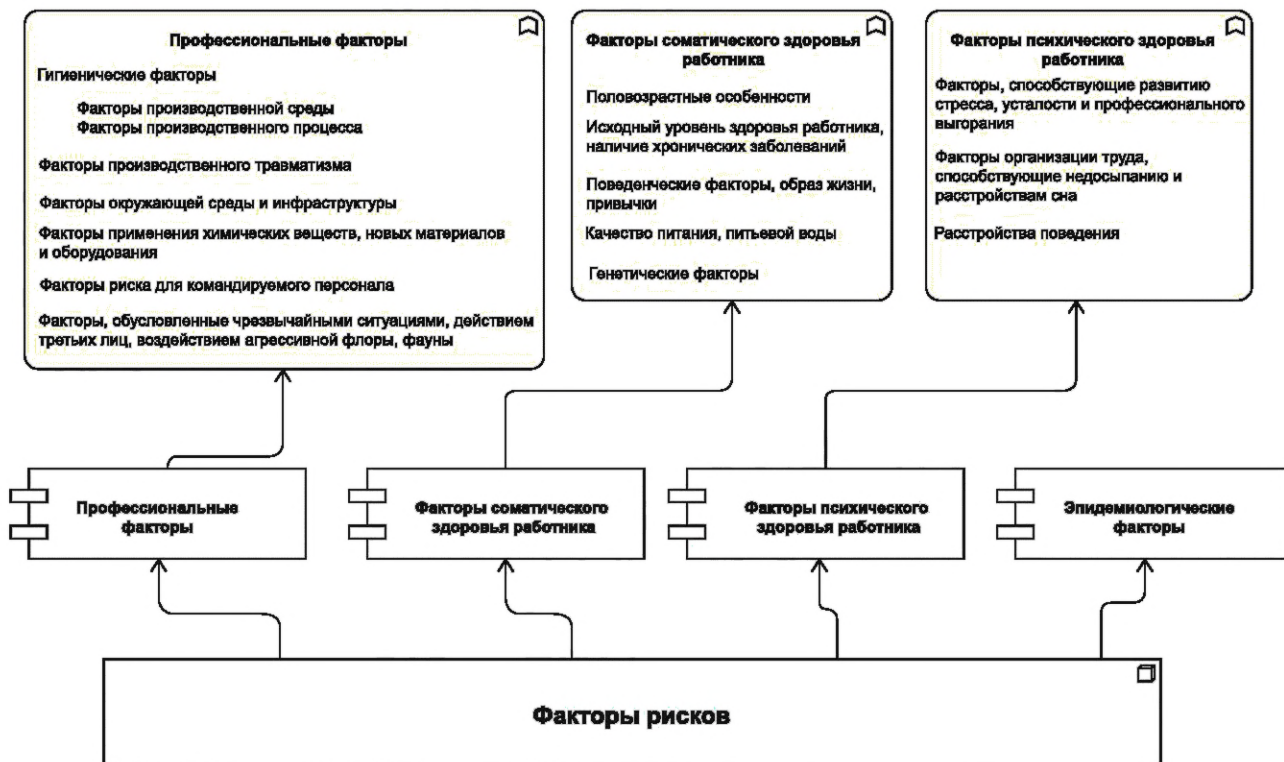 Профессиональные факторы
Гигиенические факторы
Факторы производственной среды
Факторы производственного процесса
Факторы производственного травматизма
Факторы окружающей среды и инфраструктуры
Факторы применения химических веществ, новых материалов
и оборудования
Факторы риска для командируемого персонала
Факторы, обусловленные чрезвычайными ситуациями, действием
третьих лиц, воздействием агрессивной флоры, фауны
Факторы соматического здоровья
работника
Половозрастные особенности
Исходный уровень здоровья работника,
наличие хронических заболеваний
Поведенческие факторы, образ жизни,
привычки
Качество питания, питьевой воды
Генетические факторы
Факторы психического здоровья
работника
Факторы, способствующие развитию
стресса, усталости и профессионального
выгорания
Факторы организации труда,
способствующие недосыпанию и
расстройствам сна
Расстройства поведения
Профессиональные
факторы
Факторы соматического
здоровья работника
Факторы психического
здоровья работника
Эпидемиологические
факторы
Факторы рисков